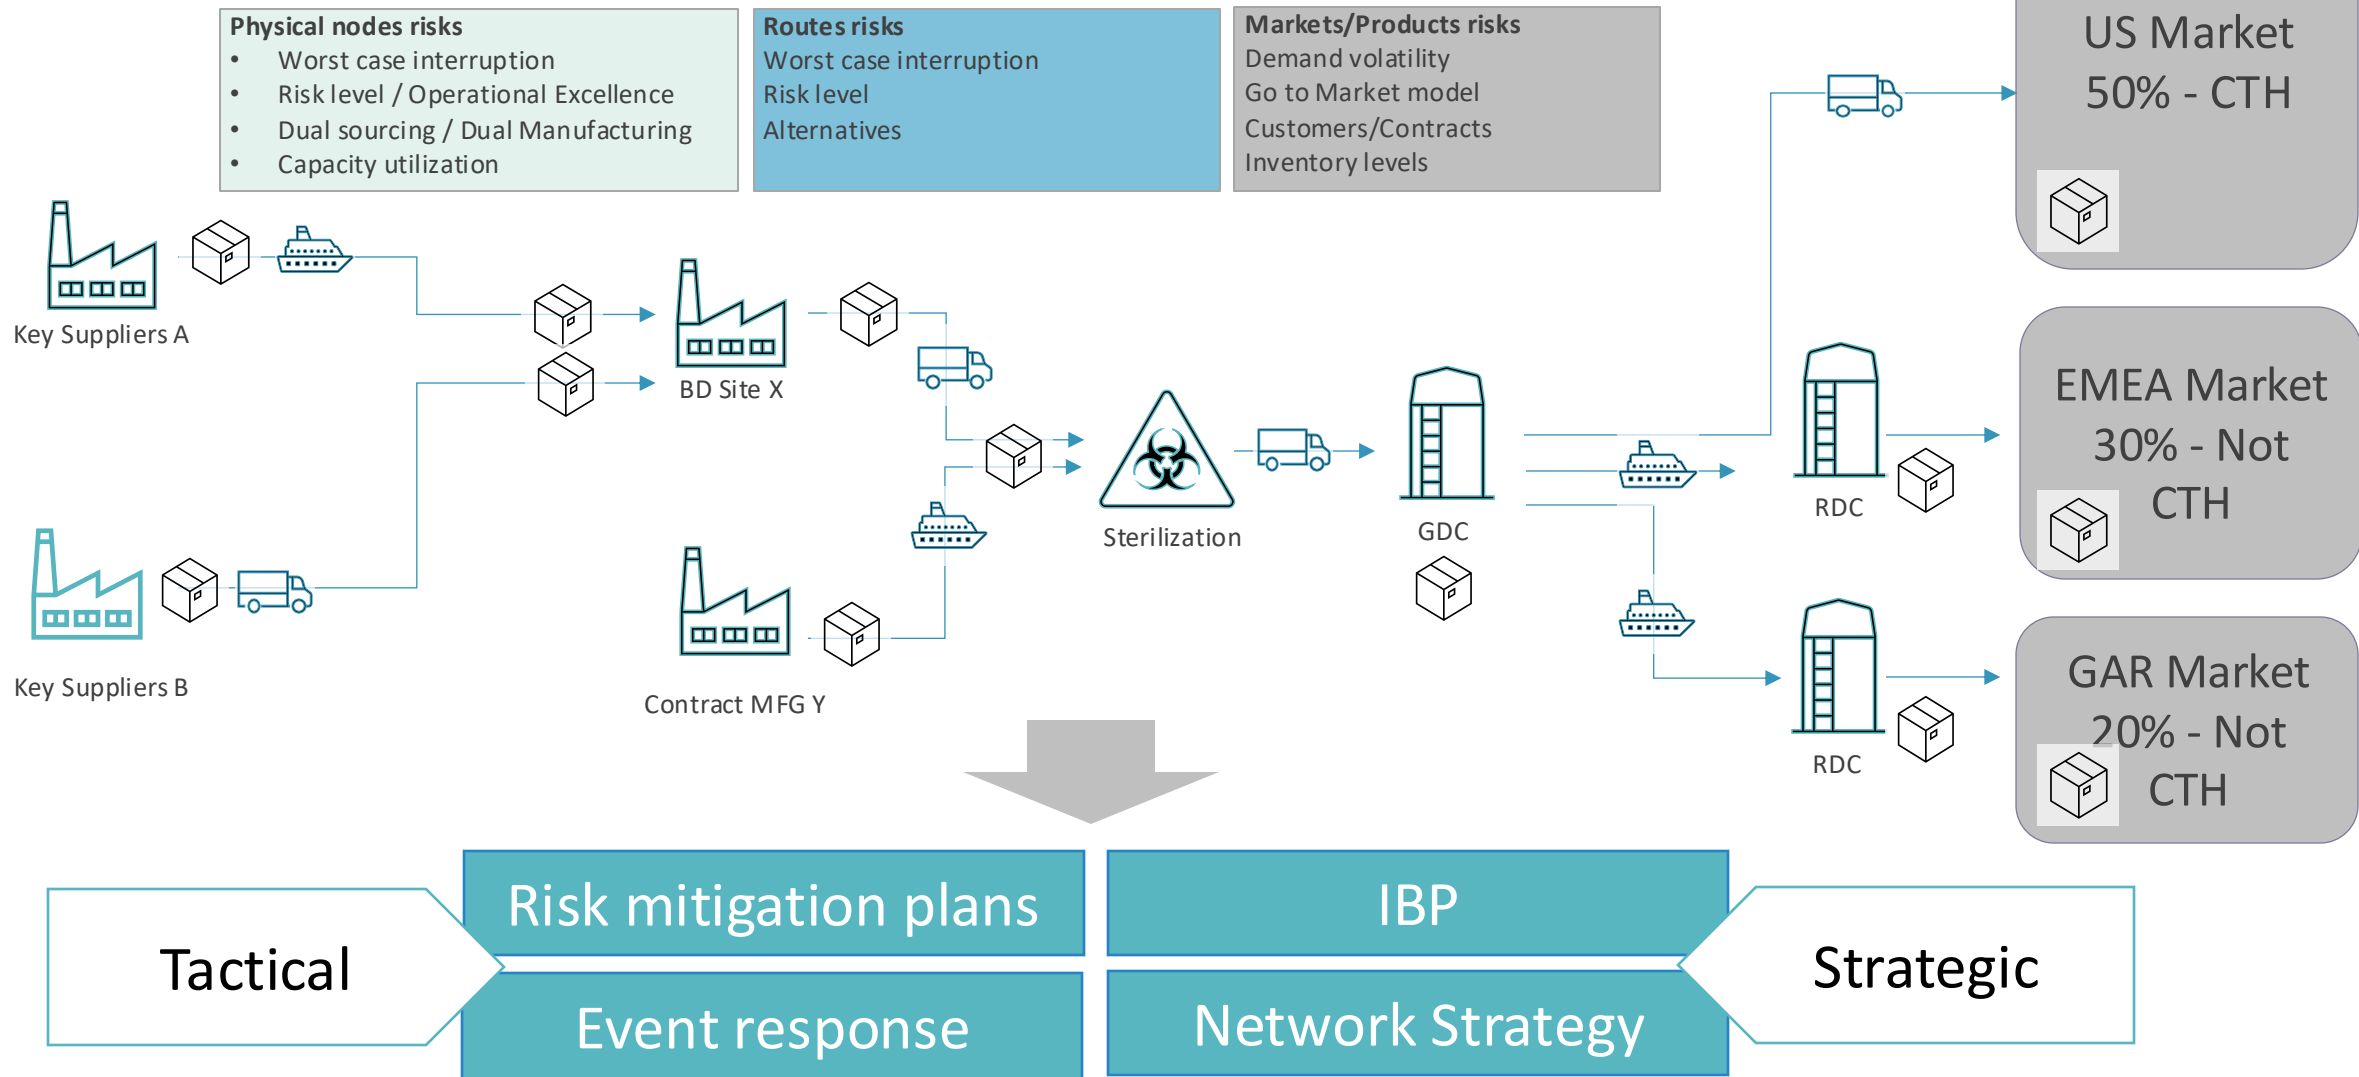 Physical nodes risks
• Worst case interruption
• Risk level / Operational Excellence
• Dual sourcing / Dual Manufacturing
• Capacity utilization
Routes risks
Worst case interruption
Risk level
Alternatives
Markets/Products risks
Demand volatility
Go to Market model
Customers/Contracts
Inventory levels
US Market
50% - CTH
Key Suppliers A
BD Site X
EMEA Market
30% - Not
CTH
RDC
GDC
Sterilization
Key Suppliers B
Contract MFG Y
GAR Market
20% - Not
CTH
RDC
Tactical
Risk mitigation plans
Event response
IBP
Network Strategy
Strategic